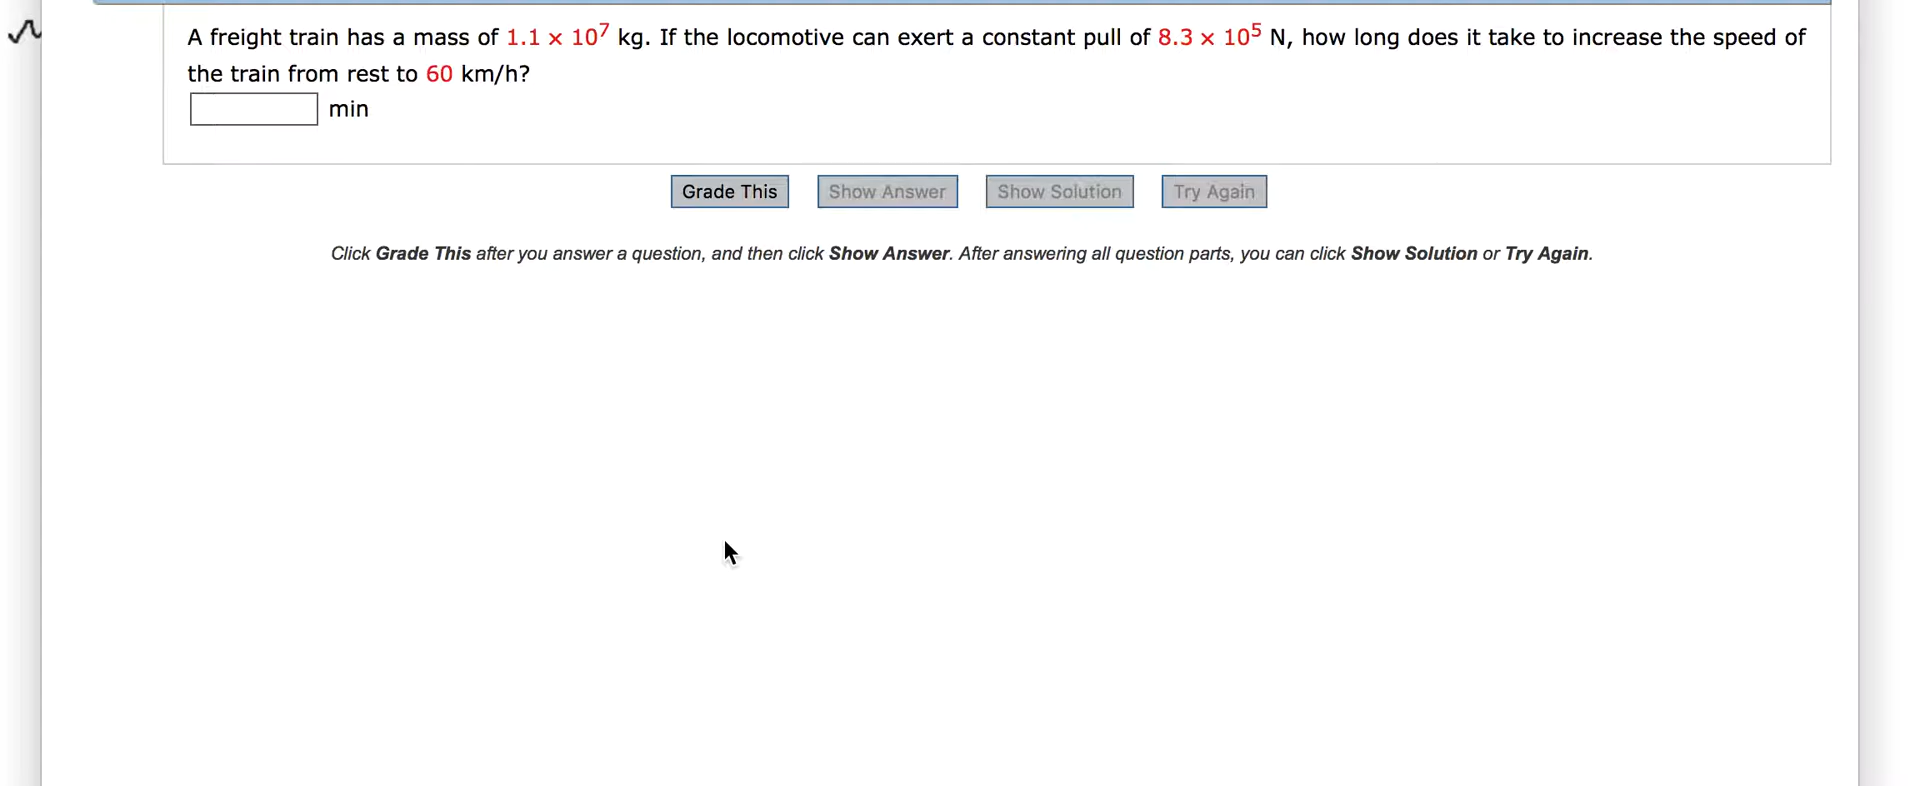 A freight train has a mass of 1.1 × 10⁷ kg. If the locomotive can exert a constant pull of 8.3 × 10⁵ N, how long does it take to increase the speed of
the train from rest to 60 km/h?
min
Grade This Show Answer Show Solution Try Again
Click Grade This after you answer a question, and then click Show Answer. After answering all question parts, you can click Show Solution or Try Again.